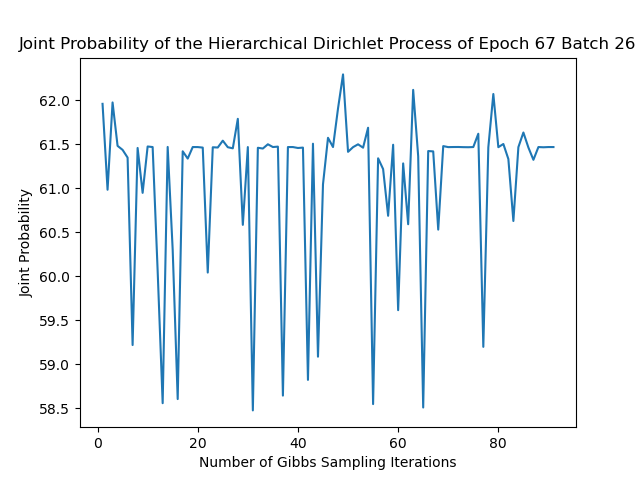 Joint Probability of the Hierarchical Dirichlet Process of Epoch 67 Batch 26
62.0
61.5
61.0
60.5
60.0
59.5
59.0
58.5
Joint Probability
0 20 40 60 80
Number of Gibbs Sampling Iterations